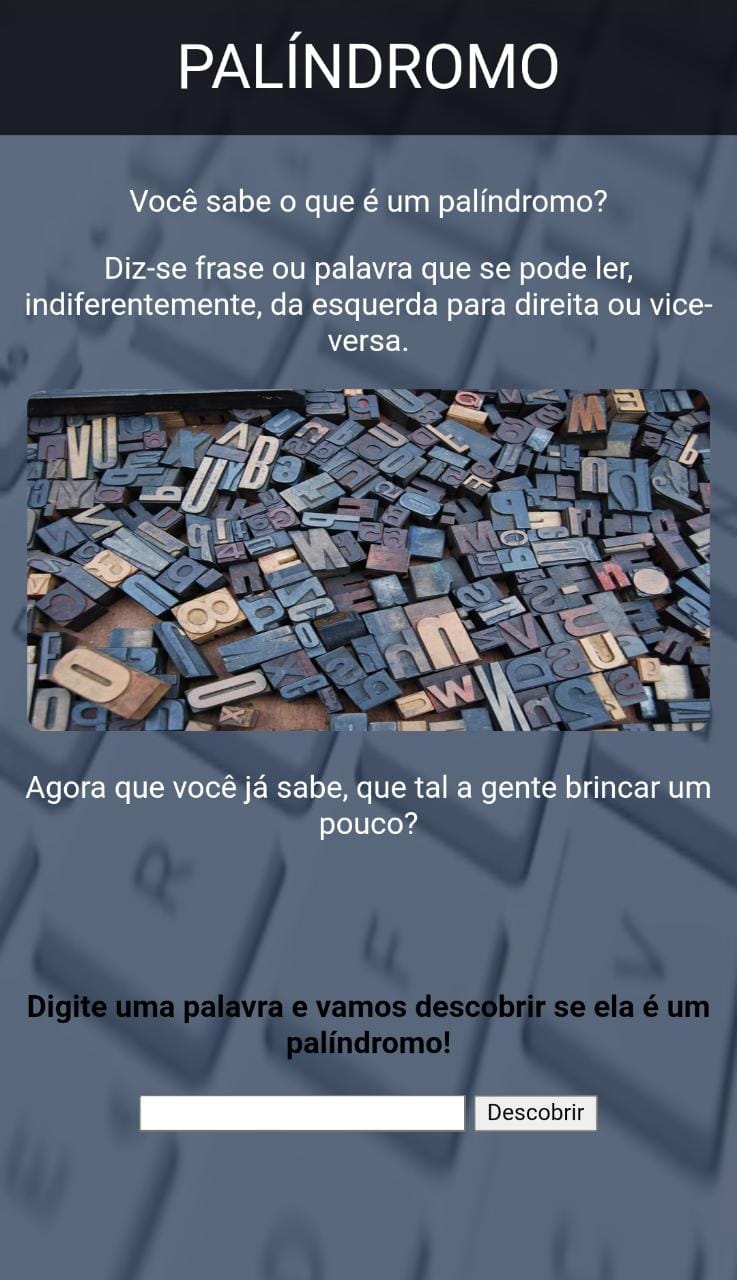 PALÍNDROMO
Você sabe o que é um palíndromo?
Diz-se frase ou palavra que se pode ler,
indiferentemente, da esquerda para direita ou vice-
versa.
Agora que você já sabe, que tal a gente brincar um
pouco?
Digite uma palavra e vamos descobrir se ela é um
palíndromo!
Descobrir